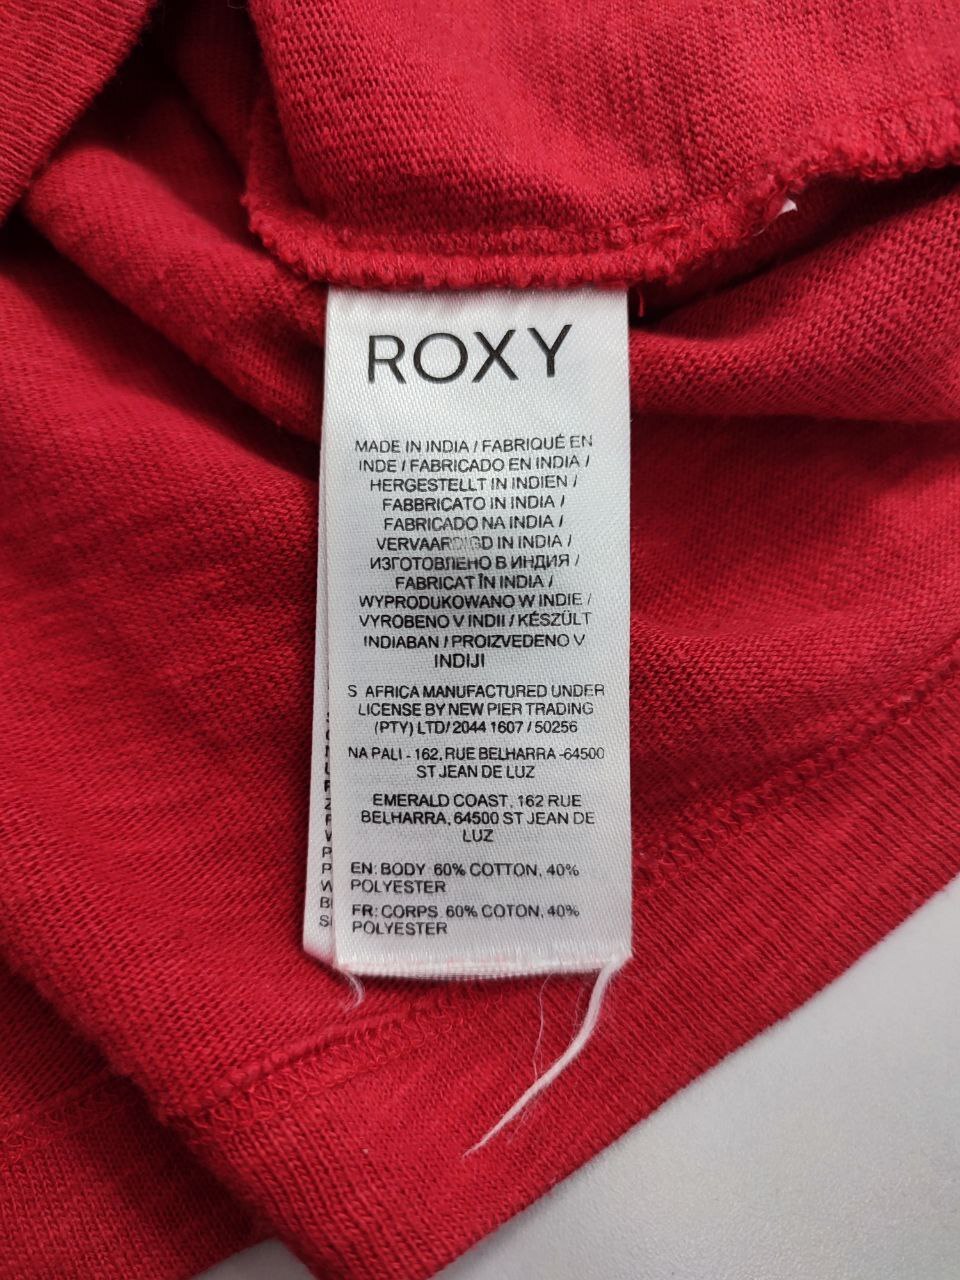 ROXY
MADE IN INDIA / FABRIQUÉ EN
INDE / FABRICADO EN INDIA /
HERGESTELLT IN INDIEN /
FABBRICATO IN INDIA /
FABRICADO NA INDIA /
VERVAARDIGD IN INDIA /
ИЗГОТОВЛЕНО В ИНДИЯ /
FABRICAT ÎN INDIA /
WYPRODUKOWANO W INDIE /
VYROBENO V INDII / KÉSZÜLT
INDIABAN / PROIZVEDENO V
INDIJI
S AFRICA MANUFACTURED UNDER
LICENSE BY NEW PIER TRADING
(PTY) LTD/ 2044 1607 / 50256
NA PALI - 162, RUE BELHARRA -64500
ST JEAN DE LUZ
EMERALD COAST, 162 RUE
BELHARRA, 64500 ST JEAN DE
LUZ
EN: BODY: 60% COTTON, 40%
POLYESTER
FR: CORPS: 60% COTON, 40%
POLYESTER